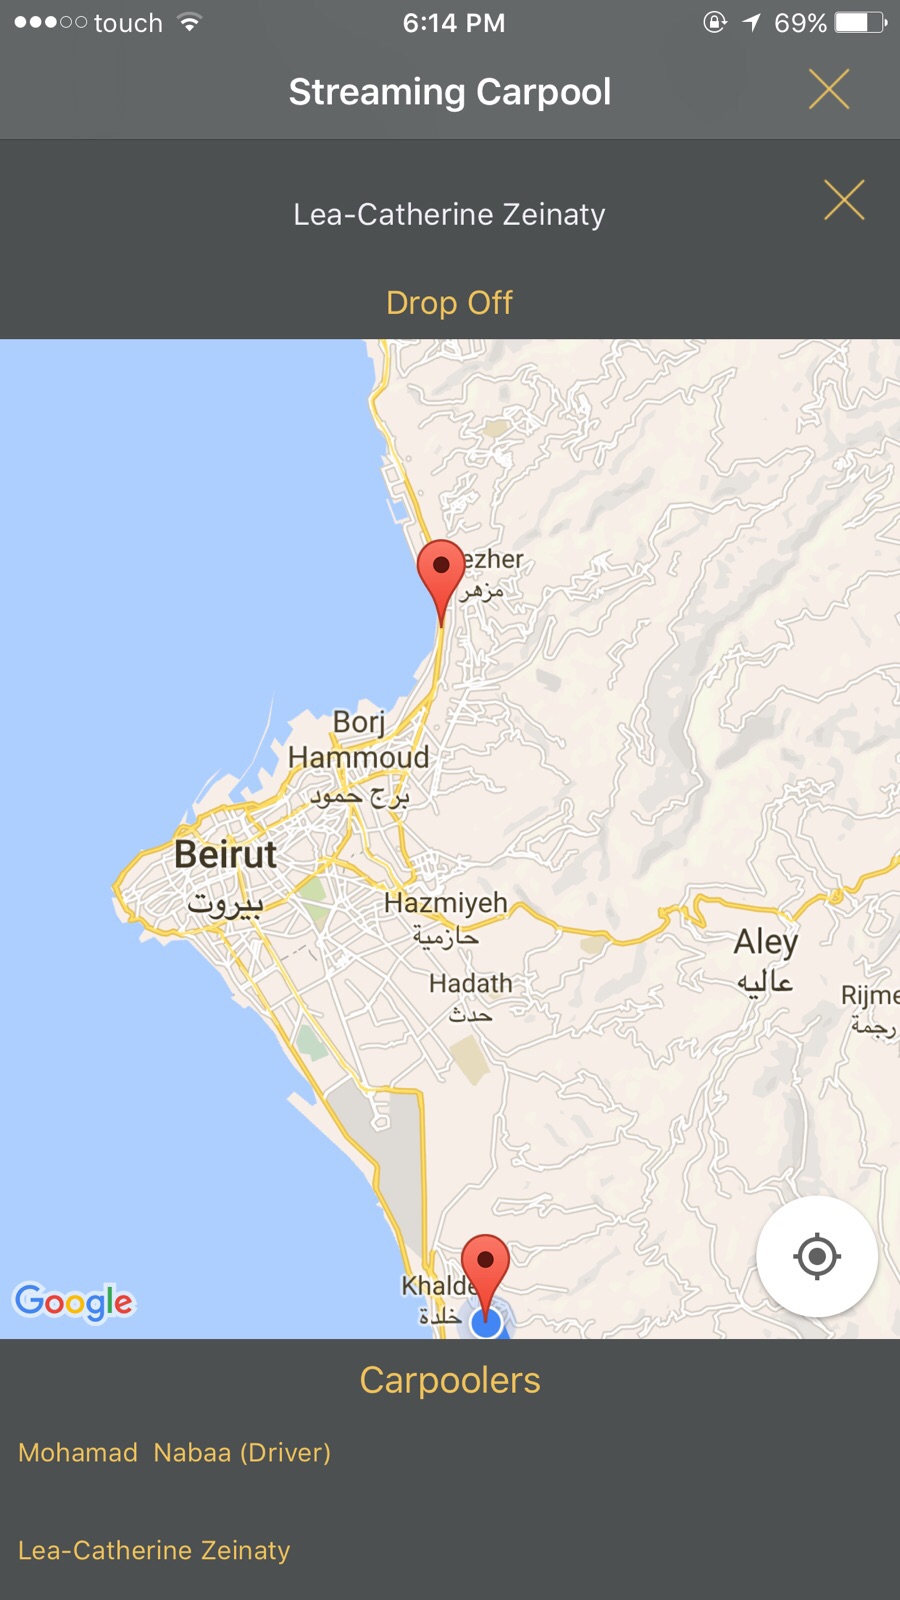 touch 6:14 PM 69%
Streaming Carpool
Lea-Catherine Zeinaty
Drop Off
ezher
مزهر
Borj
Hammoud
برج حمود
Beirut
بيروت
Hazmiyeh
حازمية
Aley
عاليه
Hadath
حدث
Rijme
رجمة
Khalde
خلدة
Google
Carpoolers
Mohamad  Nabaa (Driver)
Lea-Catherine Zeinaty